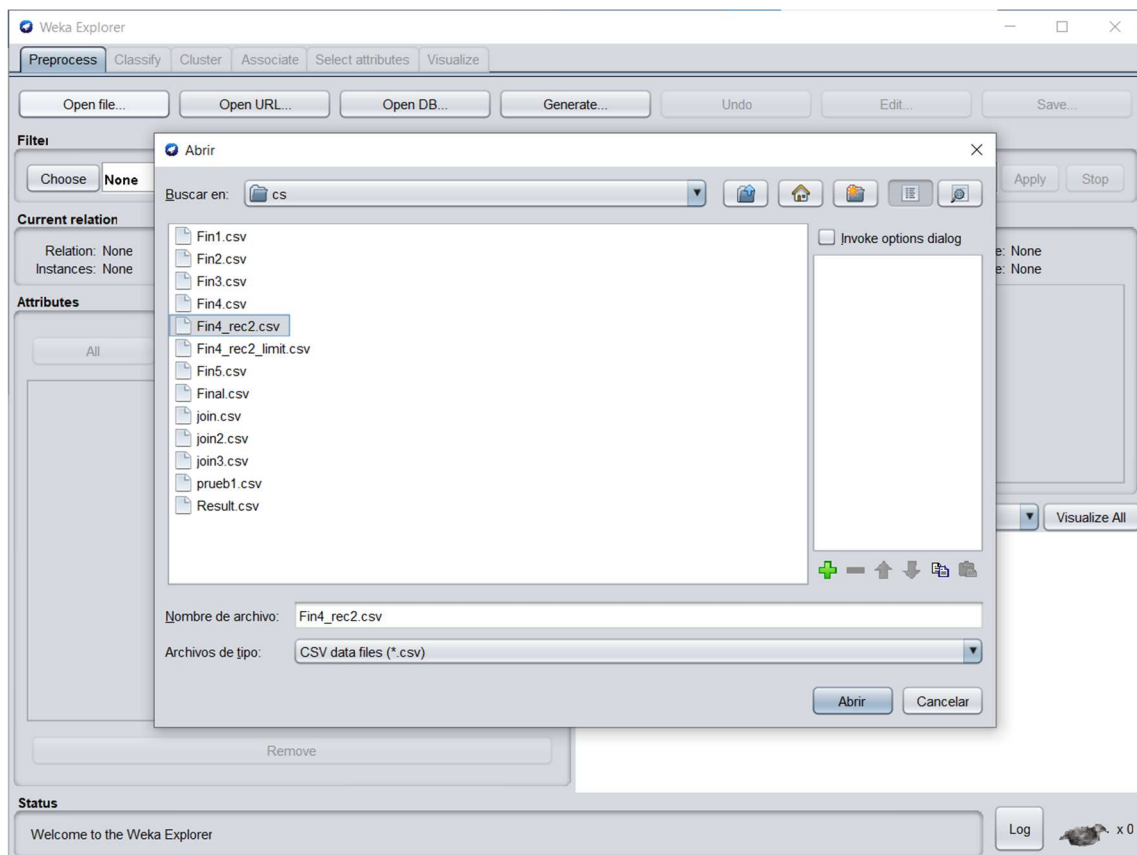 Weka Explorer
Preprocess Classify Cluster Associate Select attributes Visualize
Open file... Open URL... Open DB... Generate... Undo Edit... Save...
Filter
Choose None Apply Stop
Current relation
Relation: None
Instances: None
e: None
e: None
Attributes
All
Abrir
Buscar en: cs
Fin1.csv
Fin2.csv
Fin3.csv
Fin4.csv
Fin4_rec2.csv
Fin4_rec2_limit.csv
Fin5.csv
Final.csv
join.csv
join2.csv
join3.csv
prueb1.csv
Result.csv
Invoke options dialog
Nombre de archivo: Fin4_rec2.csv
Archivos de tipo: CSV data files (*.csv)
Abrir Cancelar
Visualize All
Remove
Status
Welcome to the Weka Explorer
Log x 0